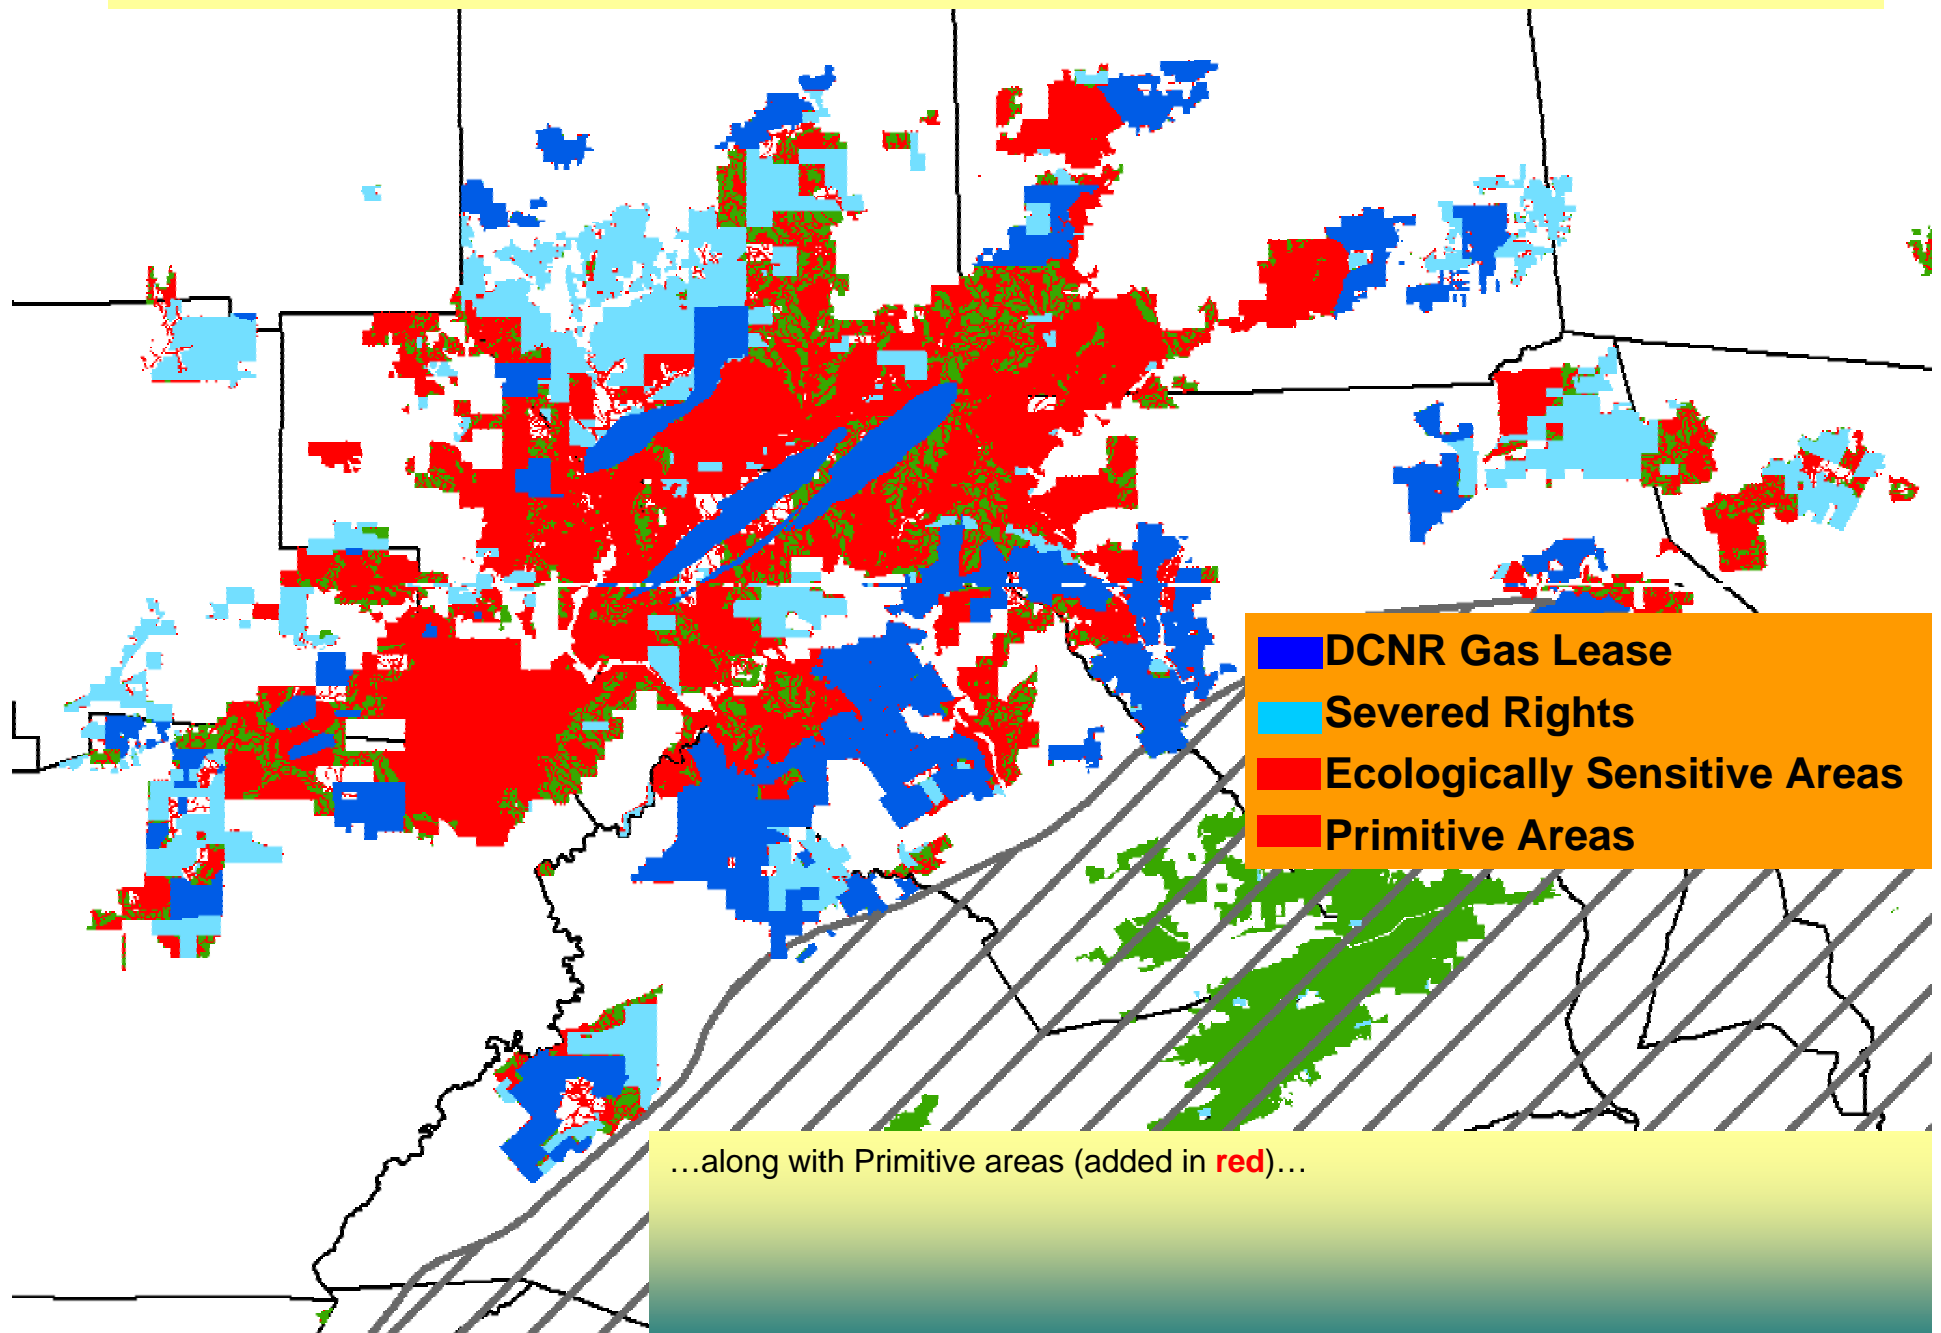 DCNR Gas Lease
Severed Rights
Ecologically Sensitive Areas
Primitive Areas
…along with Primitive areas (added in red)…